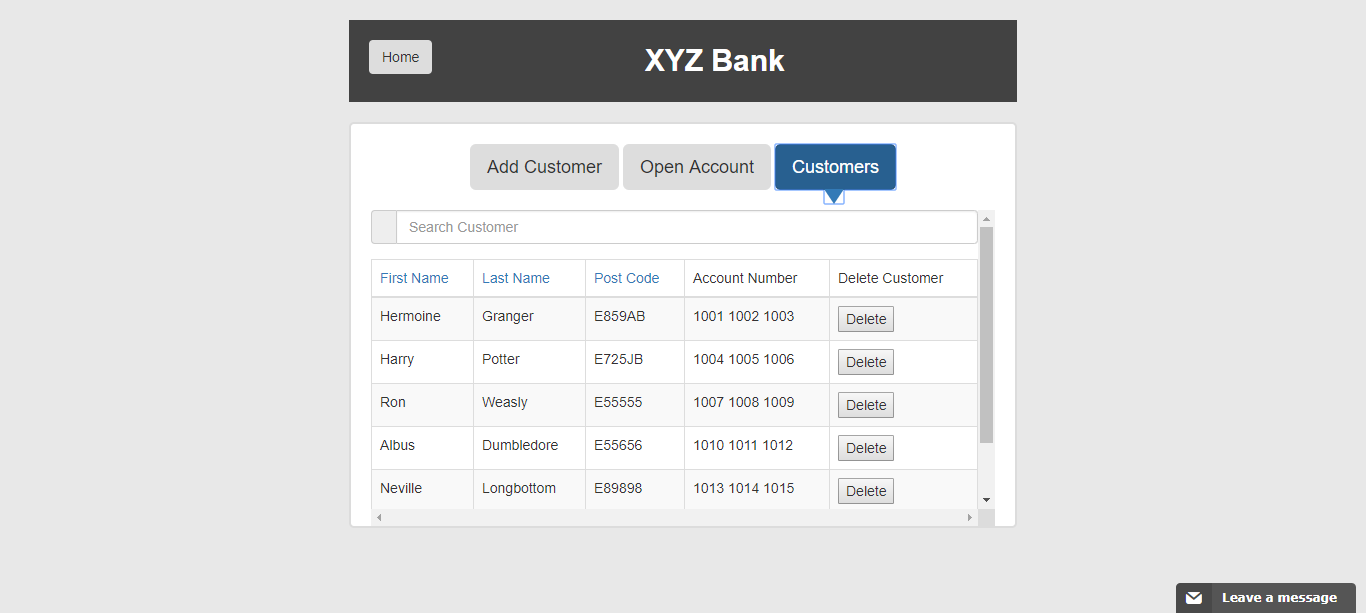 Home
XYZ Bank
Add Customer Open Account Customers
Search Customer
First Name Last Name Post Code Account Number Delete Customer
Hermoine Granger E859AB 1001 1002 1003 Delete
Harry Potter E725JB 1004 1005 1006 Delete
Ron Weasly E55555 1007 1008 1009 Delete
Albus Dumbledore E55656 1010 1011 1012 Delete
Neville Longbottom E89898 1013 1014 1015 Delete
Leave a message